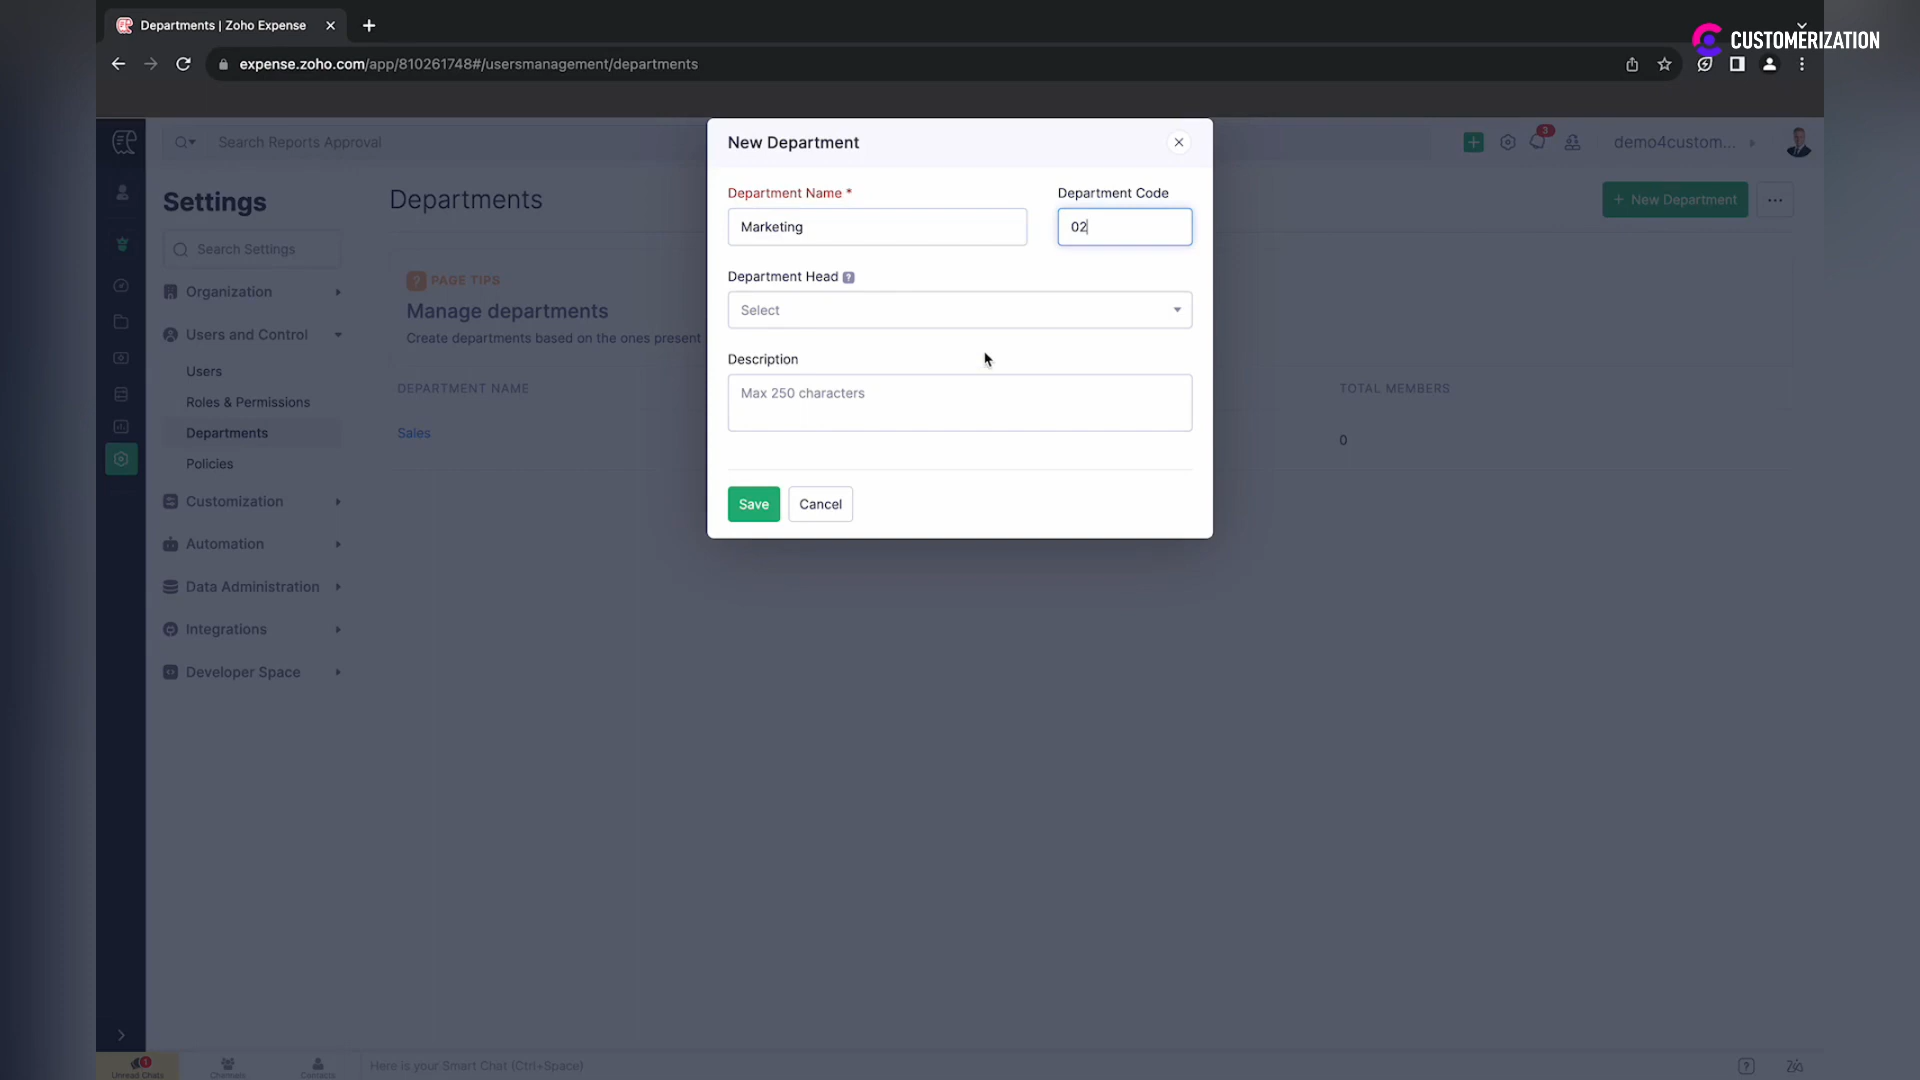 Departments | Zoho Expense
CUSTOMERIZATION
expense.zoho.com/app/810261748#/usersmanagement/departments
Search Reports Approval
New Department
3
demo4custom...
Settings
Departments
+ New Department
Department Name *
Department Code
Marketing
02
Search Settings
Department Head ?
Select
? PAGE TIPS
Manage departments
Create departments based on the ones present
Organization
Users and Control
Users
Roles & Permissions
Departments
Policies
Description
Max 250 characters
DEPARTMENT NAME
TOTAL MEMBERS
Sales
0
Customization
Automation
Data Administration
Integrations
Developer Space
Save
Cancel
1
Unread Chats
Channels
Contacts
Here is your Smart Chat (Ctrl+Space)
?